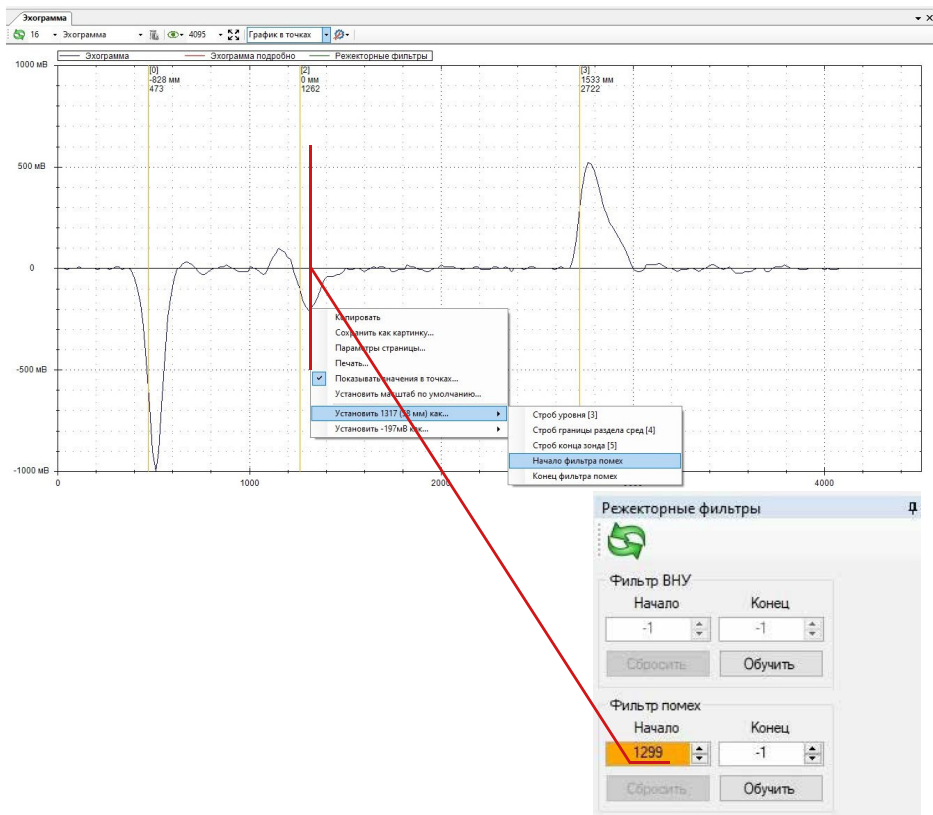 Эхограмма
16 Эхограмма 4095 График в точках
Эхограмма Эхограмма подробно Режекторные фильтры
1000 мВ
500 мВ
0
-500 мВ
-1000 мВ
[0]
-828 мм
473
[2]
0 мм
1262
[3]
1533 мм
2722
Копировать
Сохранить как картинку...
Параметры страницы...
Печать...
Показывать значения в точках...
Установить масштаб по умолчанию...
Установить 1317 (58 мм) как...
Установить -197мВ как...
Строб уровня [3]
Строб границы раздела сред [4]
Строб конца зонда [5]
Начало фильтра помех
Конец фильтра помех
0 1000 2000 3000 4000
Режекторные фильтры
Фильтр ВНУ
Начало Конец
-1 -1
Сбросить Обучить
Фильтр помех
Начало Конец
1299 -1
Сбросить Обучить